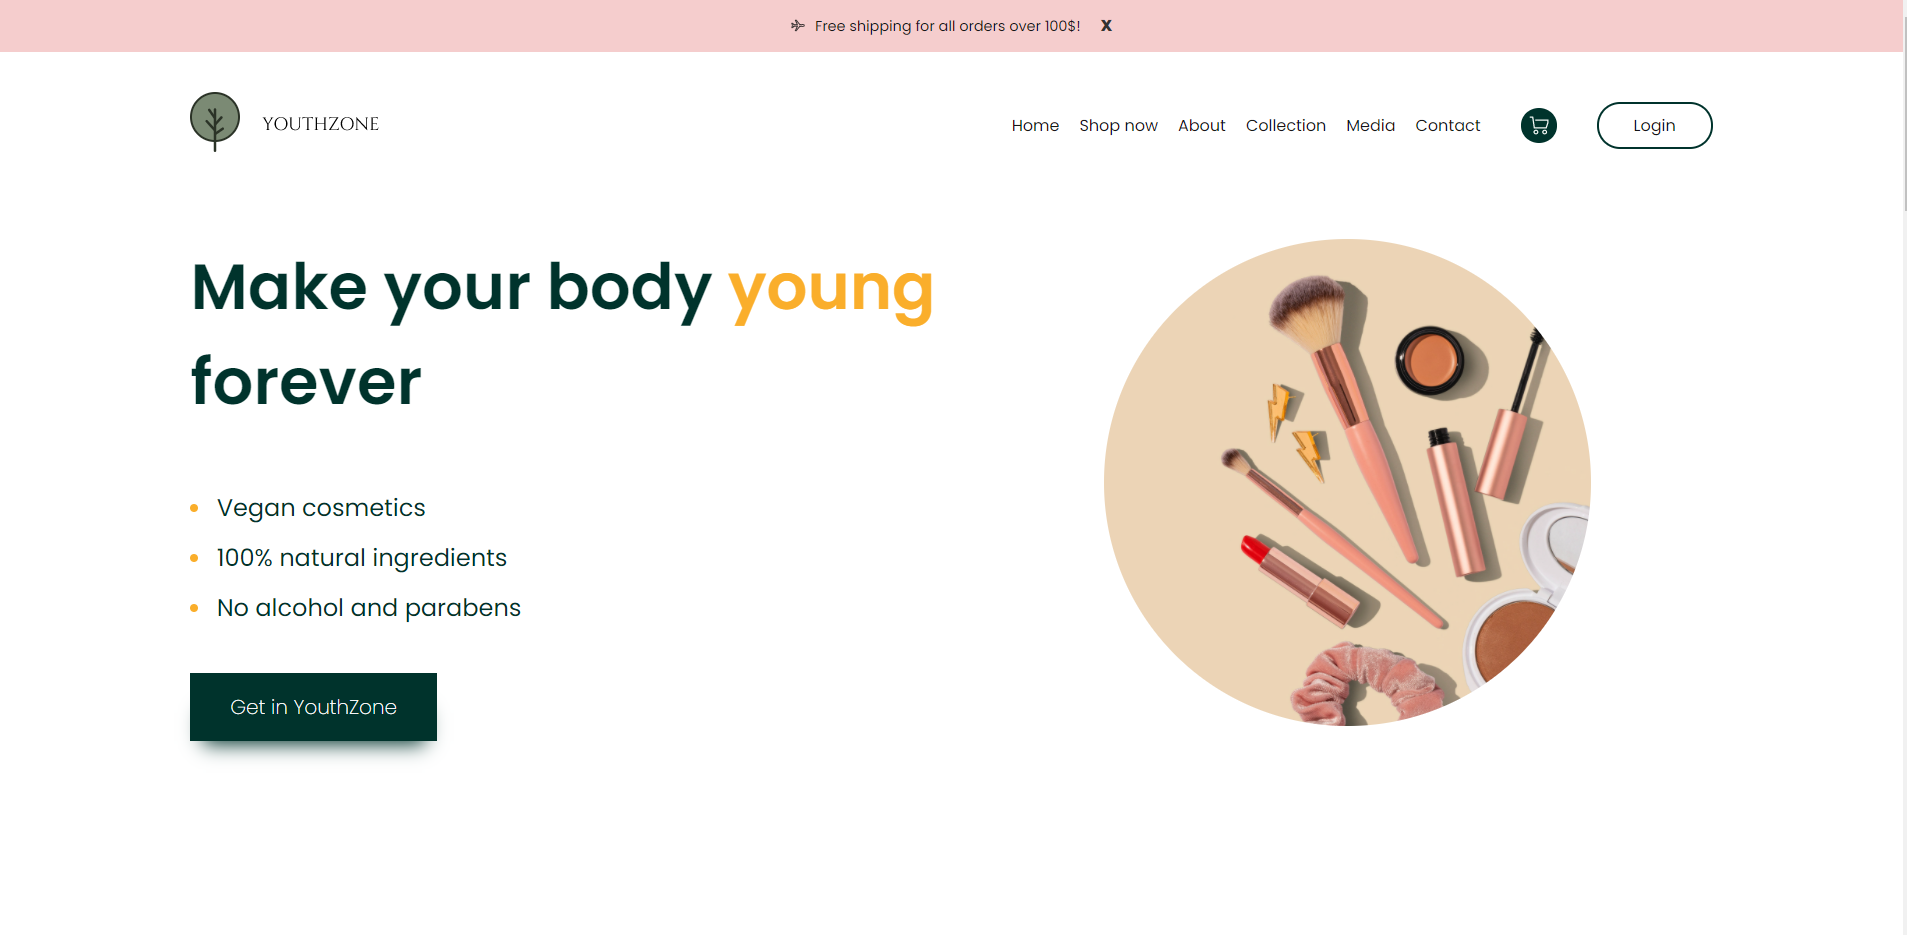 Free shipping for all orders over 100$! X
YOUTHZONE
Home Shop now About Collection Media Contact Login
Make your body young
forever
Vegan cosmetics
100% natural ingredients
No alcohol and parabens
Get in YouthZone